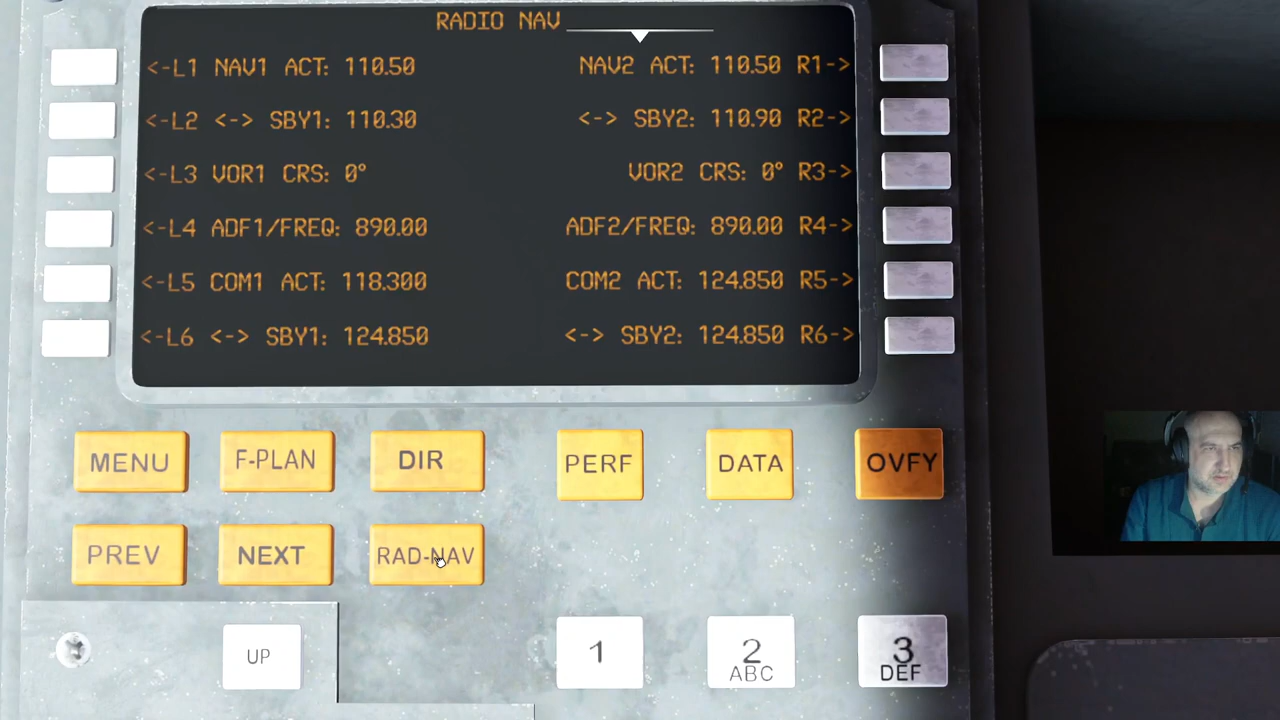 RADIO NAV
<-L1 NAV1 ACT: 110.50 NAV2 ACT: 110.50 R1->
<-L2 <-> SBY1: 110.30 <-> SBY2: 110.90 R2->
<-L3 VOR1 CRS: 0° VOR2 CRS: 0° R3->
<-L4 ADF1/FREQ: 890.00 ADF2/FREQ: 890.00 R4->
<-L5 COM1 ACT: 118.300 COM2 ACT: 124.850 R5->
<-L6 <-> SBY1: 124.850 <-> SBY2: 124.850 R6->
MENU F-PLAN DIR PERF DATA OVFY
PREV NEXT RAD-NAV
UP 1 2 3
ABC DEF